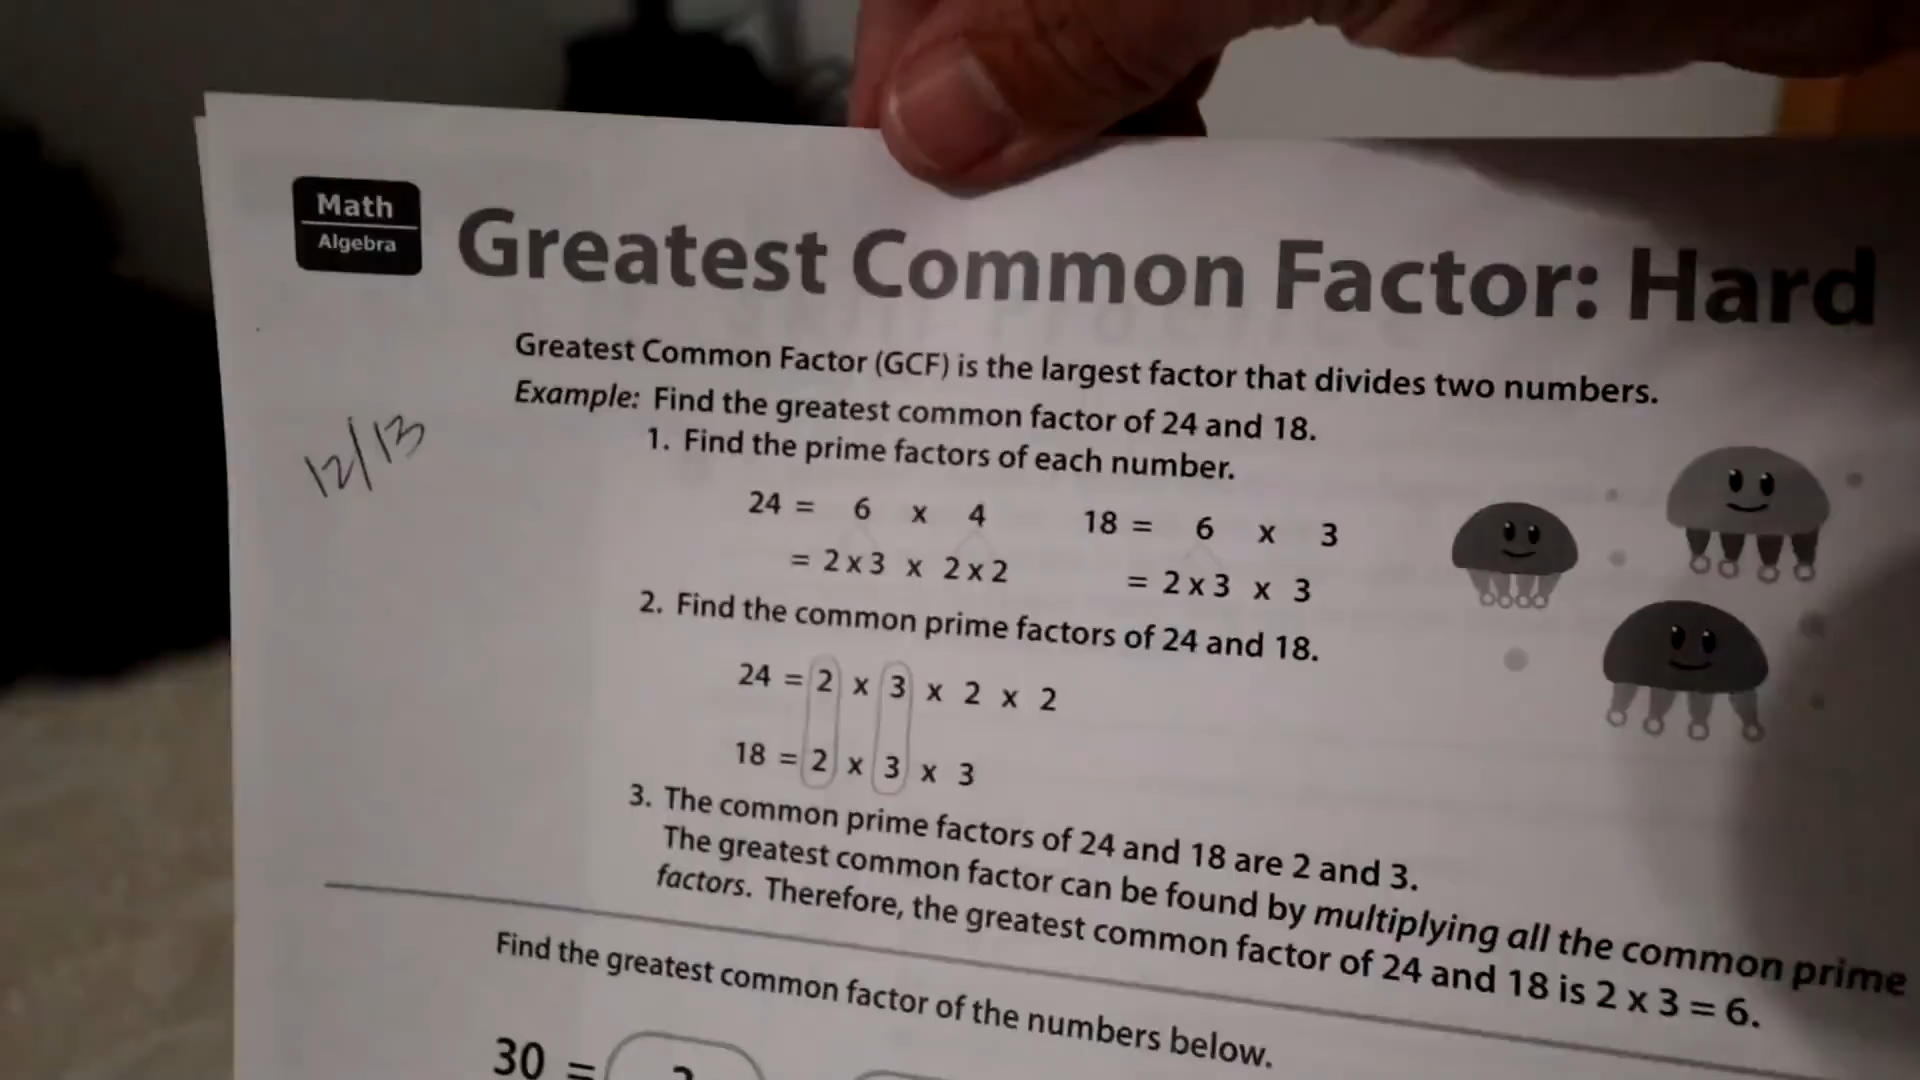 Math
Algebra
Greatest Common Factor: Hard
Greatest Common Factor (GCF) is the largest factor that divides two numbers.
Example: Find the greatest common factor of 24 and 18.
12/13
1. Find the prime factors of each number.
24 = 6 x 4 18 = 6 x 3
= 2 x 3 x 2 x 2 = 2 x 3 x 3
2. Find the common prime factors of 24 and 18.
24 = 2 x 3 x 2 x 2
18 = 2 x 3 x 3
3. The common prime factors of 24 and 18 are 2 and 3.
The greatest common factor can be found by multiplying all the common prime
factors. Therefore, the greatest common factor of 24 and 18 is 2 x 3 = 6.
Find the greatest common factor of the numbers below.
30 =